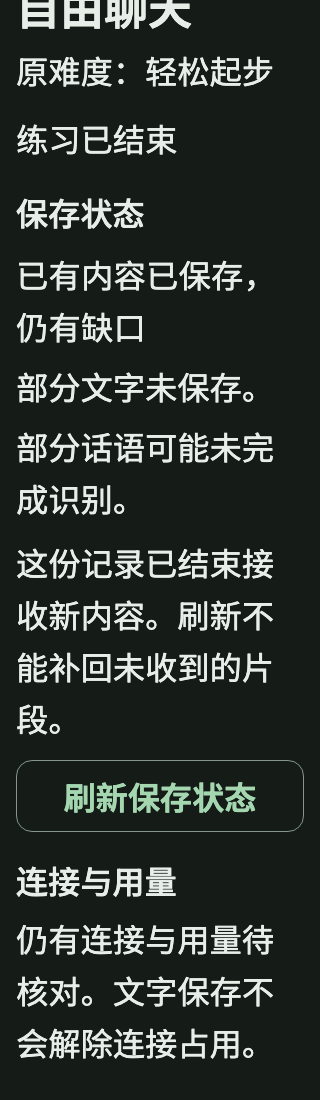 自由聊天
原难度：轻松起步
练习已结束
保存状态
已有内容已保存，
仍有缺口
部分文字未保存。
部分话语可能未完
成识别。
这份记录已结束接
收新内容。刷新不
能补回未收到的片
段。
刷新保存状态
连接与用量
仍有连接与用量待
核对。文字保存不
会解除连接占用。